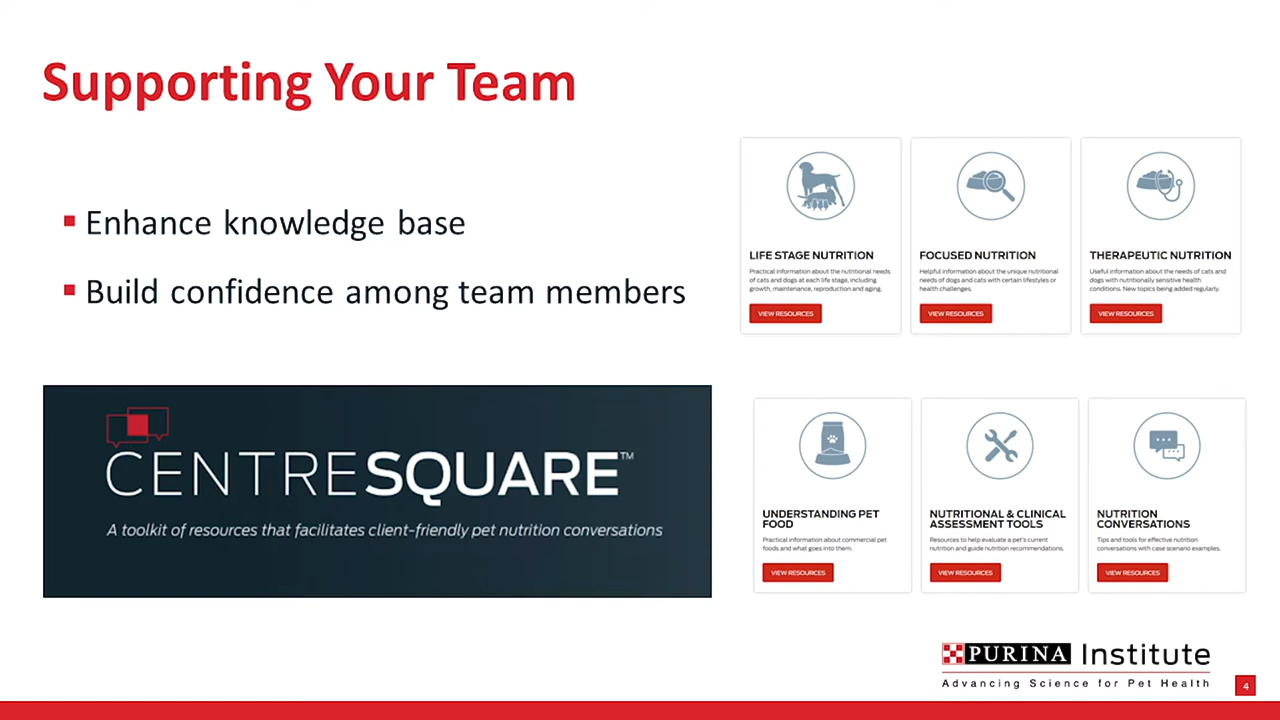 Supporting Your Team
▪ Enhance knowledge base
▪ Build confidence among team members
CENTRESQUARE™
A toolkit of resources that facilitates client-friendly pet nutrition conversations
LIFE STAGE NUTRITION
Practical information about the nutritional needs
of cats and dogs at each life stage, including
growth, maintenance, reproduction and aging.
VIEW RESOURCES
FOCUSED NUTRITION
Helpful information about the unique nutritional
needs of dogs and cats with certain lifestyles or
health challenges.
VIEW RESOURCES
THERAPEUTIC NUTRITION
Useful information about the needs of cats and
dogs with nutritionally sensitive health
conditions. New topics being added regularly.
VIEW RESOURCES
UNDERSTANDING PET
FOOD
Practical information about commercial pet
foods and what goes into them.
VIEW RESOURCES
NUTRITIONAL & CLINICAL
ASSESSMENT TOOLS
Resources to help evaluate a pet's current
nutrition and guide nutrition recommendations.
VIEW RESOURCES
NUTRITION
CONVERSATIONS
Tips and tools for effective nutrition
conversations with case scenario examples.
VIEW RESOURCES
PURINA Institute
Advancing Science for Pet Health
4